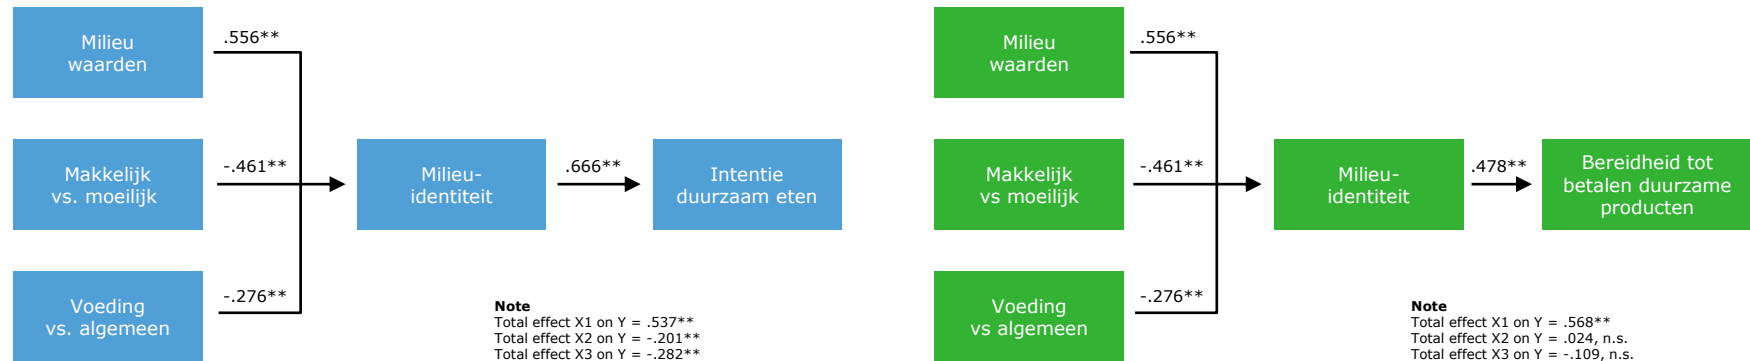 Milieu
waarden
.556**
Makkelijk
vs. moeilijk
-.461**
Milieu-
identiteit
.666**
Intentie
duurzaam eten
Voeding
vs. algemeen
-.276**
Note
Total effect X1 on Y = .537**
Total effect X2 on Y = -.201**
Total effect X3 on Y = -.282**
Milieu
waarden
.556**
Makkelijk
vs moeilijk
-.461**
Milieu-
identiteit
.478**
Bereidheid tot
betalen duurzame
producten
Voeding
vs algemeen
-.276**
Note
Total effect X1 on Y = .568**
Total effect X2 on Y = .024, n.s.
Total effect X3 on Y = -.109, n.s.